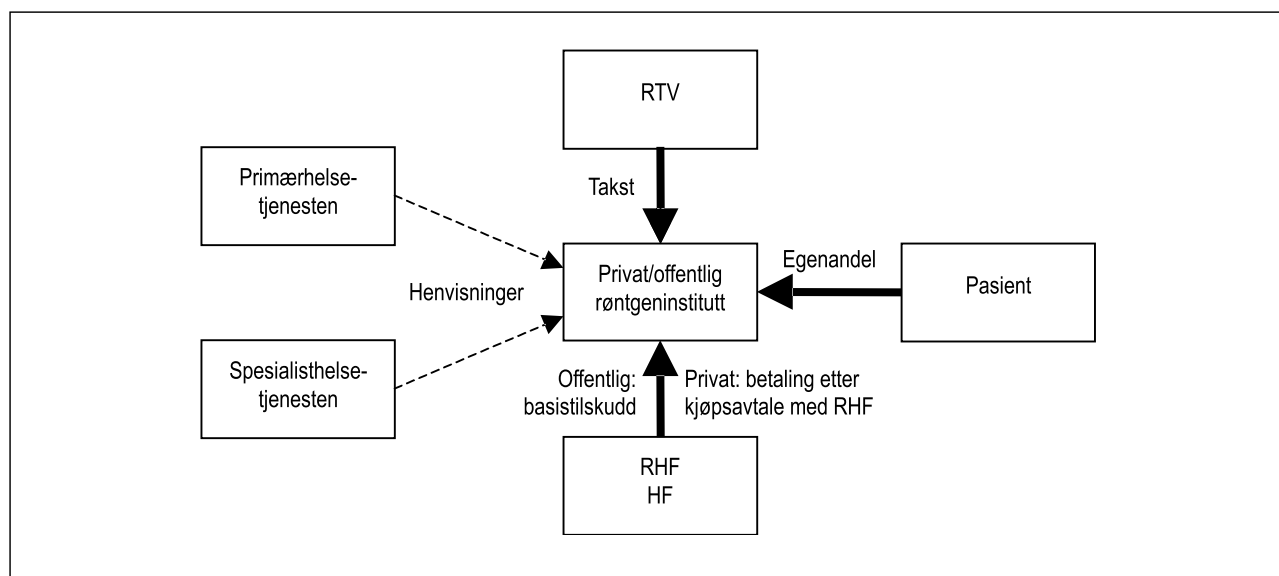 RTV
Takst
Primærhelse-
tjenesten
Henvisninger
Privat/offentlig
røntgeninstitutt
Egenandel
Pasient
Spesialisthelse-
tjenesten
Offentlig:
basistilskudd
Privat: betaling etter
kjøpsavtale med RHF
RHF
HF